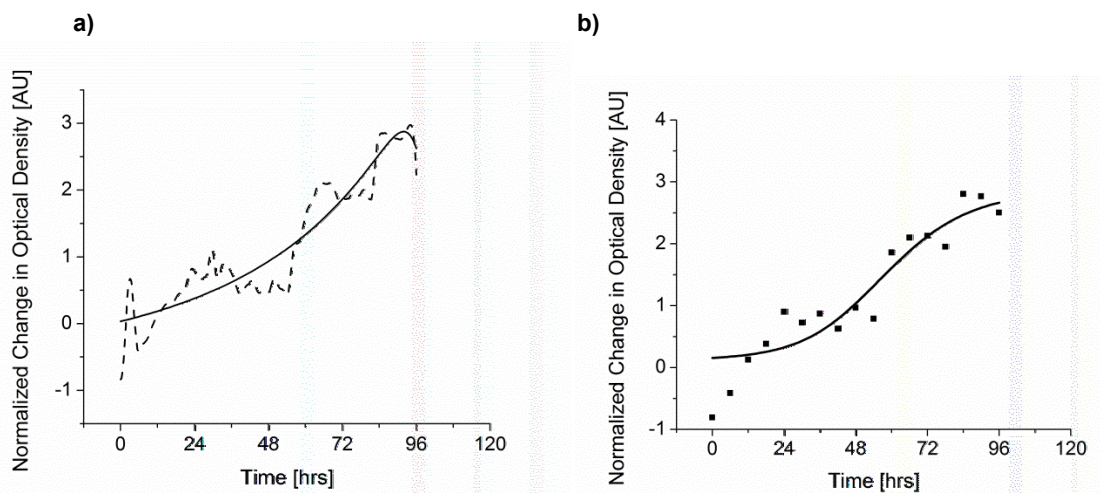 a)
Normalized Change in Optical Density [AU]
3
2
1
0
-1
0 24 48 72 96 120
Time [hrs]
b)
Normalized Change in Optical Density [AU]
4
3
2
1
0
-1
0 24 48 72 96 120
Time [hrs]